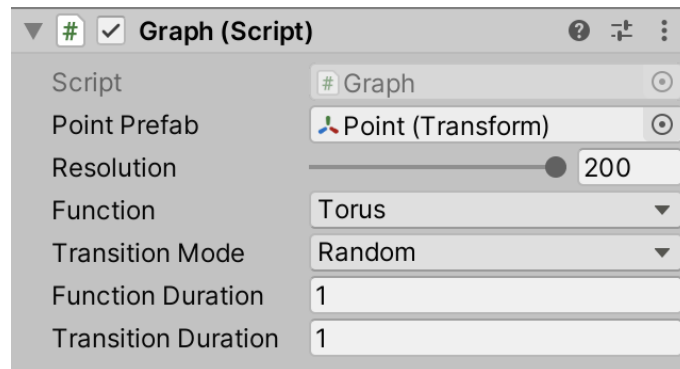 # Graph (Script)
Script # Graph
Point Prefab Point (Transform)
Resolution 200
Function Torus
Transition Mode Random
Function Duration 1
Transition Duration 1